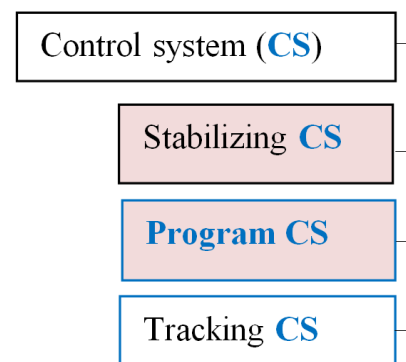 Control system (CS)
Stabilizing CS
Program CS
Tracking CS